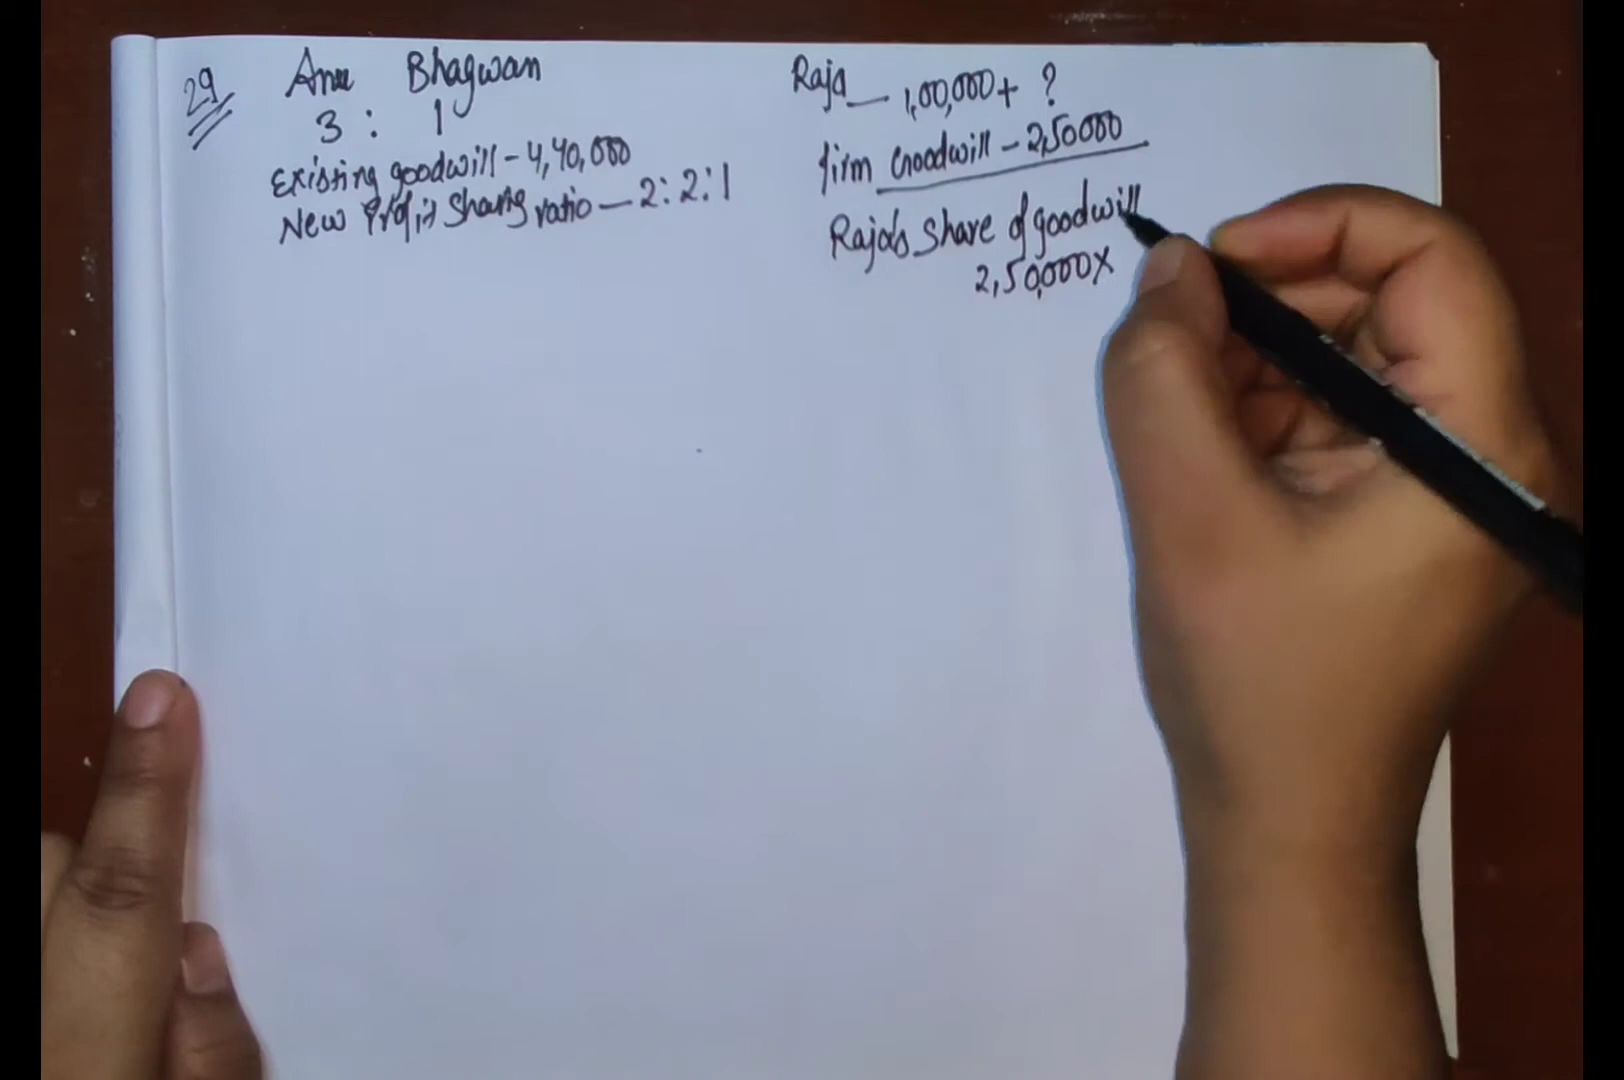 29
Anu Bhagwan
3 : 1
Existing goodwill - 4,40,000
New Profit Sharing ratio - 2:2:1
Raja - 1,00,000 + ?
firm Goodwill - 2,50000
Raja's Share of goodwill
2,50,000 x